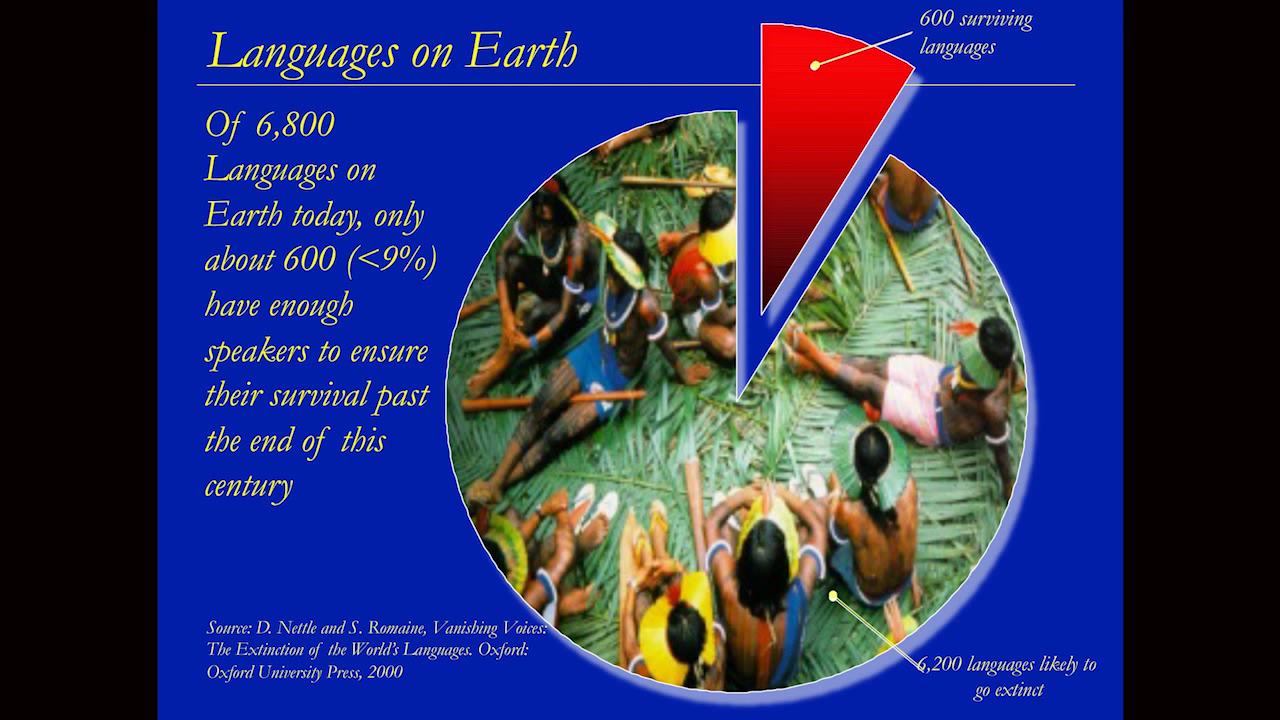 Languages on Earth
Of 6,800
Languages on
Earth today, only
about 600 (<9%)
have enough
speakers to ensure
their survival past
the end of this
century
600 surviving
languages
6,200 languages likely to
go extinct
Source: D. Nettle and S. Romaine, Vanishing Voices:
The Extinction of the World's Languages. Oxford:
Oxford University Press, 2000